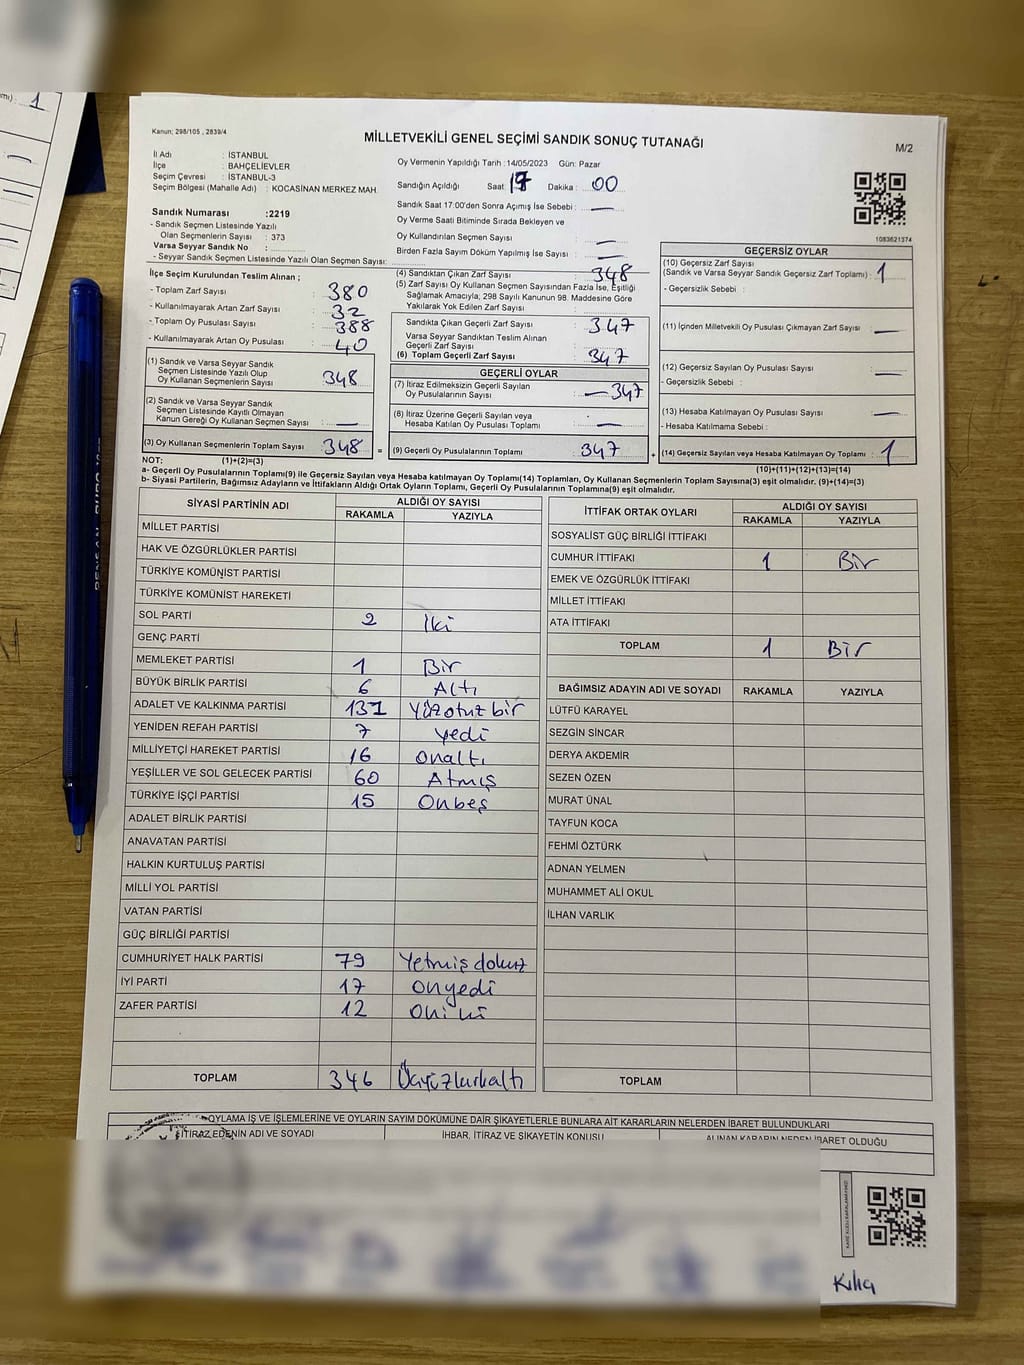 Kanun; 298/105 , 2839/4
MİLLETVEKİLİ GENEL SEÇİMİ SANDIK SONUÇ TUTANAĞI
M/2
İl Adı : İSTANBUL
İlçe : BAHÇELİEVLER
Seçim Çevresi : İSTANBUL-3
Seçim Bölgesi (Mahalle Adı) : KOCASİNAN MERKEZ MAH.
Oy Vermenin Yapıldığı Tarih :14/05/2023 Gün: Pazar
Sandığın Açıldığı Saat 17 Dakika : 00
Sandık Saat 17:00'den Sonra Açımış İse Sebebi : —
Oy Verme Saati Bitiminde Sırada Bekleyen ve
Oy Kullandırılan Seçmen Sayısı : —
Birden Fazla Sayım Döküm Yapılmış İse Sayısı : —
Sandık Numarası :2219
- Sandık Seçmen Listesinde Yazılı
Olan Seçmenlerin Sayısı : 373
Varsa Seyyar Sandık No :
- Seyyar Sandık Seçmen Listesinde Yazılı Olan Seçmen Sayısı:
1083621374
İlçe Seçim Kurulundan Teslim Alınan ;
- Toplam Zarf Sayısı : 380
- Kullanılmayarak Artan Zarf Sayısı : 32
- Toplam Oy Pusulası Sayısı : 388
- Kullanılmayarak Artan Oy Pusulası : 40
(1) Sandık ve Varsa Seyyar Sandık
Seçmen Listesinde Yazılı Olup
Oy Kullanan Seçmenlerin Sayısı : 348
(2) Sandık ve Varsa Seyyar Sandık
Seçmen Listesinde Kayıtlı Olmayan
Kanun Gereği Oy Kullanan Seçmen Sayısı : —
(3) Oy Kullanan Seçmenlerin Toplam Sayısı : 348 =
(4) Sandıktan Çıkan Zarf Sayısı : 348
(5) Zarf Sayısı Oy Kullanan Seçmen Sayısından Fazla İse, Eşitliği
Sağlamak Amacıyla; 298 Sayılı Kanunun 98. Maddesine Göre
Yakılarak Yok Edilen Zarf Sayısı :
Sandıkta Çıkan Geçerli Zarf Sayısı : 347
Varsa Seyyar Sandıktan Teslim Alınan
Geçerli Zarf Sayısı :
(6) Toplam Geçerli Zarf Sayısı : 347
GEÇERLİ OYLAR
(7) İtiraz Edilmeksizin Geçerli Sayılan
Oy Pusulalarının Sayısı : — 347
(8) İtiraz Üzerine Geçerli Sayılan veya
Hesaba Katılan Oy Pusulası Toplamı : —
(9) Geçerli Oy Pusulalarının Toplamı : 347 +
GEÇERSİZ OYLAR
(10) Geçersiz Zarf Sayısı
(Sandık ve Varsa Seyyar Sandık Geçersiz Zarf Toplamı) : 1
- Geçersizlik Sebebi :
(11) İçinden Milletvekili Oy Pusulası Çıkmayan Zarf Sayısı : —
(12) Geçersiz Sayılan Oy Pusulası Sayısı : —
- Geçersizlik Sebebi :
(13) Hesaba Katılmayan Oy Pusulası Sayısı : —
- Hesaba Katılmama Sebebi :
(14) Geçersiz Sayılan veya Hesaba Katılmayan Oy Toplamı : 1
NOT: (1)+(2)=(3)
(10)+(11)+(12)+(13)=(14)
a- Geçerli Oy Pusulalarının Toplamı(9) ile Geçersiz Sayılan veya Hesaba katılmayan Oy Toplamı(14) Toplamları, Oy Kullanan Seçmenlerin Toplam Sayısına(3) eşit olmalıdır. (9)+(14)=(3)
b- Siyasi Partilerin, Bağımsız Adayların ve İttifakların Aldığı Ortak Oyların Toplamı, Geçerli Oy Pusulalarının Toplamına(9) eşit olmalıdır.
SİYASİ PARTİNİN ADI ALDIĞI OY SAYISI
RAKAMLA YAZIYLA
MİLLET PARTİSİ
HAK VE ÖZGÜRLÜKLER PARTİSİ
TÜRKİYE KOMÜNİST PARTİSİ
TÜRKİYE KOMÜNİST HAREKETİ
SOL PARTİ 2 iki
GENÇ PARTİ
MEMLEKET PARTİSİ 1 Bir
BÜYÜK BİRLİK PARTİSİ 6 Altı
ADALET VE KALKINMA PARTİSİ 131 Yüzotuz bir
YENİDEN REFAH PARTİSİ 7 Yedi
MİLLİYETÇİ HAREKET PARTİSİ 16 Onaltı
YEŞİLLER VE SOL GELECEK PARTİSİ 60 Atmış
TÜRKİYE İŞÇİ PARTİSİ 15 Onbeş
ADALET BİRLİK PARTİSİ
ANAVATAN PARTİSİ
HALKIN KURTULUŞ PARTİSİ
MİLLİ YOL PARTİSİ
VATAN PARTİSİ
GÜÇ BİRLİĞİ PARTİSİ
CUMHURİYET HALK PARTİSİ 79 Yetmiş dokuz
İYİ PARTİ 17 Onyedi
ZAFER PARTİSİ 12 Oniki
TOPLAM 346 Üçyüzkırkaltı
İTTİFAK ORTAK OYLARI ALDIĞI OY SAYISI
RAKAMLA YAZIYLA
SOSYALİST GÜÇ BİRLİĞİ İTTİFAKI
CUMHUR İTTİFAKI 1 Bir
EMEK VE ÖZGÜRLÜK İTTİFAKI
MİLLET İTTİFAKI
ATA İTTİFAKI
TOPLAM 1 Bir
BAĞIMSIZ ADAYIN ADI VE SOYADI RAKAMLA YAZIYLA
LÜTFÜ KARAYEL
SEZGİN SİNCAR
DERYA AKDEMİR
SEZEN ÖZEN
MURAT ÜNAL
TAYFUN KOCA
FEHMİ ÖZTÜRK
ADNAN YELMEN
MUHAMMET ALİ OKUL
İLHAN VARLIK
TOPLAM
OYLAMA İŞ VE İŞLEMLERİNE VE OYLARIN SAYIM DÖKÜMÜNE DAİR ŞİKAYETLERLE BUNLARA AİT KARARLARIN NELERDEN İBARET BULUNDUKLARI
İTİRAZ EDENİN ADI VE SOYADI İHBAR, İTİRAZ VE ŞİKAYETİN KONUSU ALINAN KARARIN NEDEN İBARET OLDUĞU